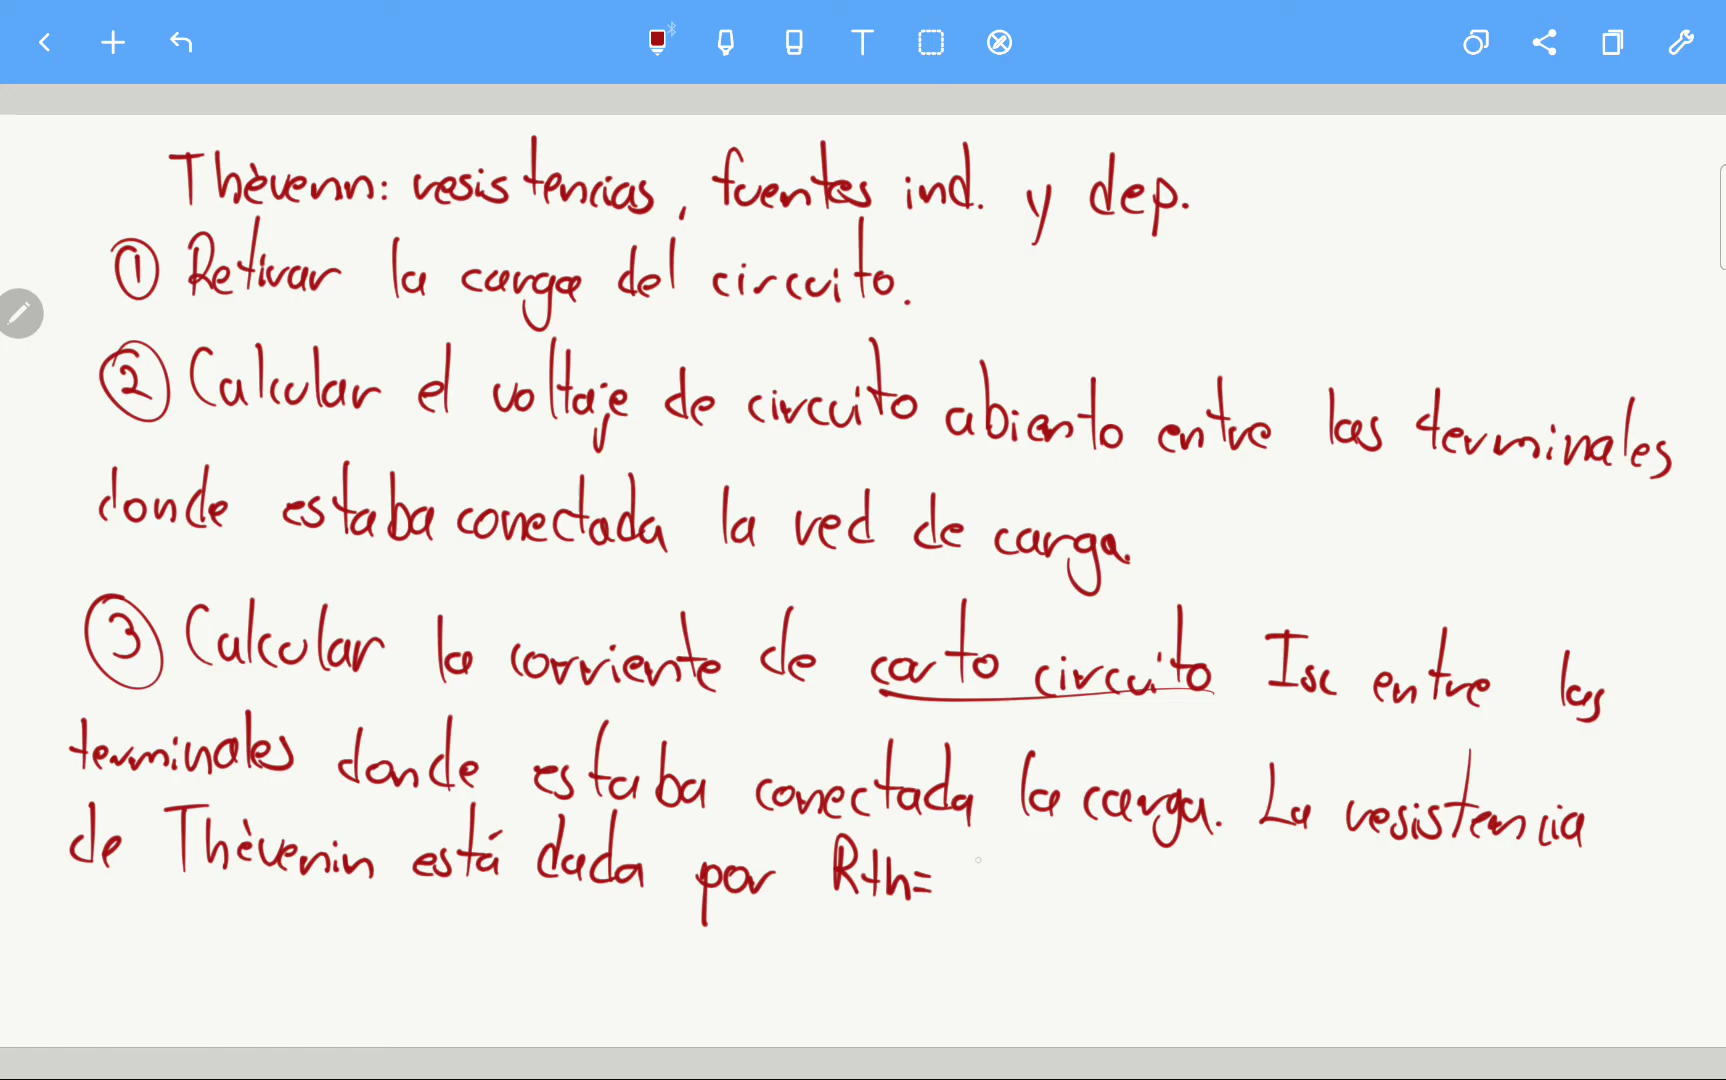 Thèvenn: resistencias, fuentes ind. y dep.
① Retirar la carga del circuito.
② Calcular el voltaje de circuito abierto entre las terminales
donde estaba conectada la red de carga.
③ Calcular la corriente de corto circuito Isc entre las
terminales donde estaba conectada la carga. La resistencia
de Thèvenin está dada por Rth=